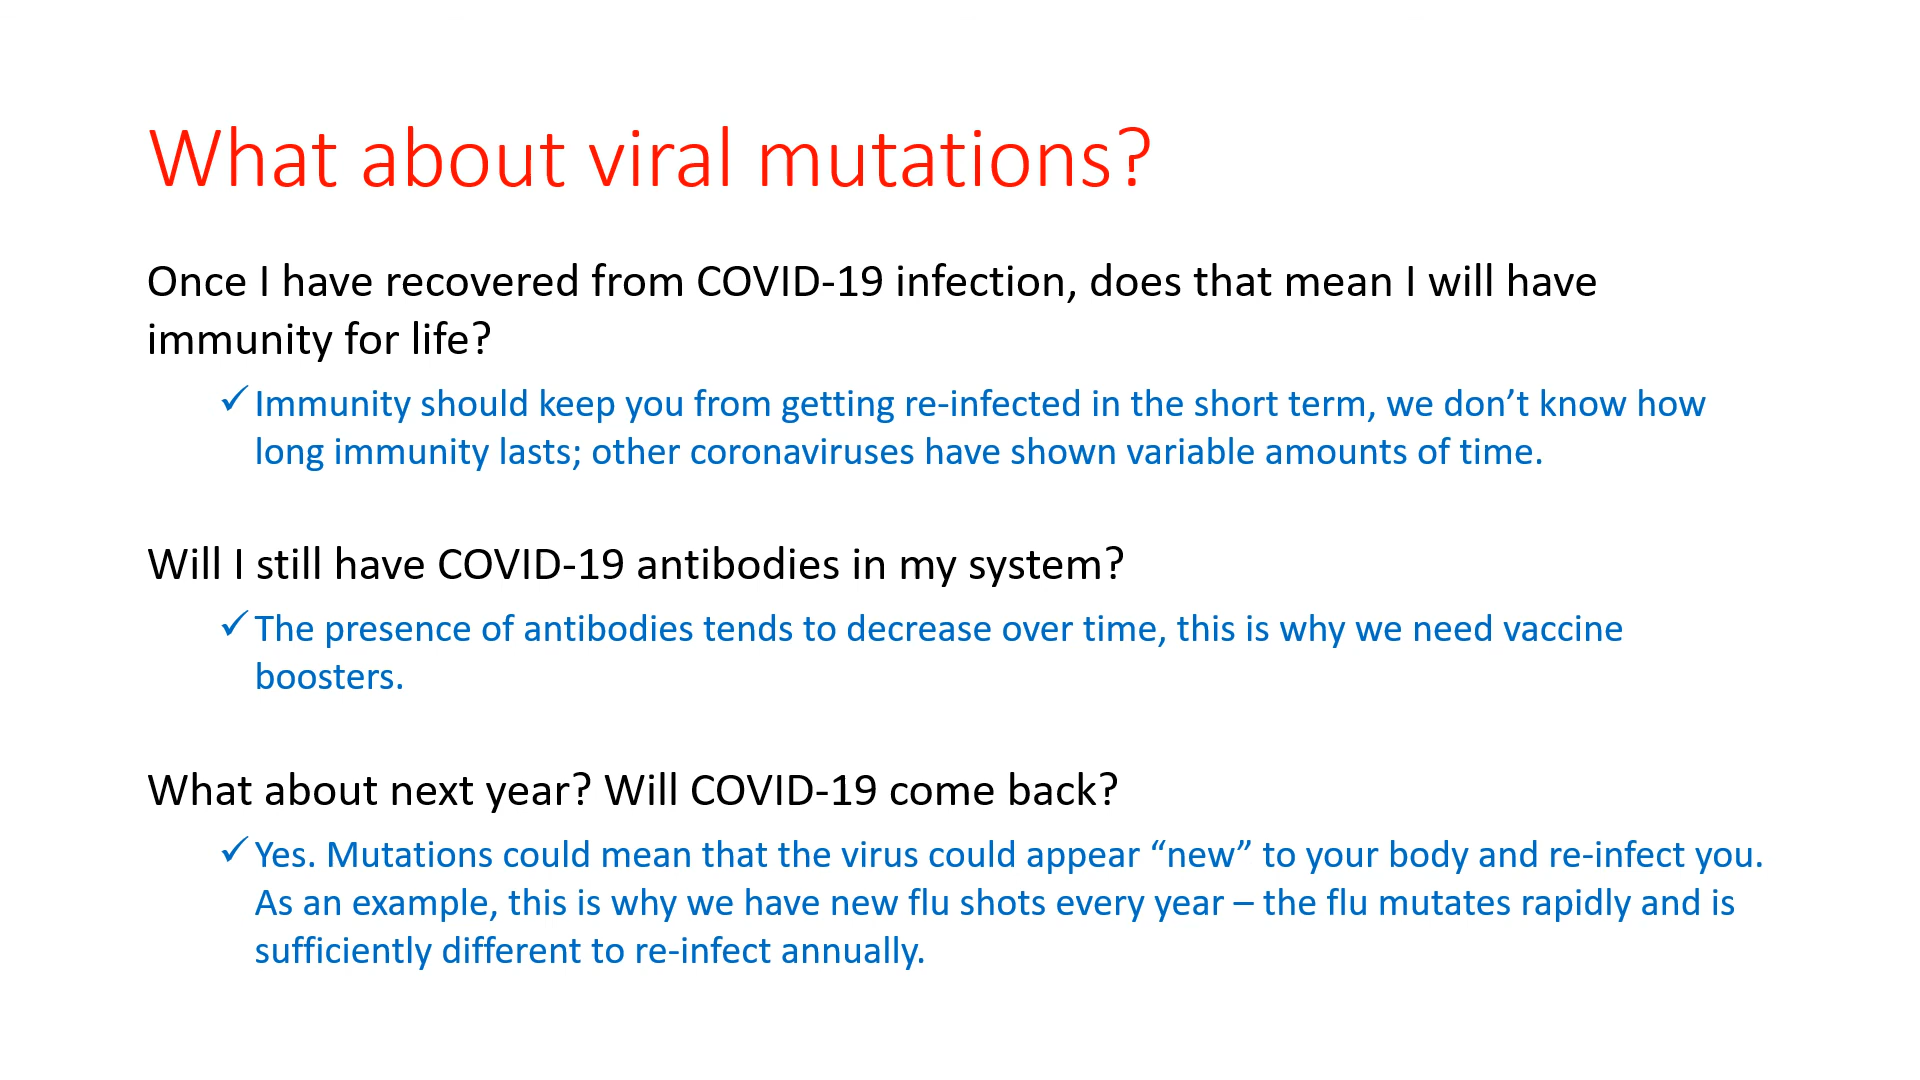 What about viral mutations?
Once I have recovered from COVID-19 infection, does that mean I will have
immunity for life?
✓ Immunity should keep you from getting re-infected in the short term, we don’t know how
long immunity lasts; other coronaviruses have shown variable amounts of time.
Will I still have COVID-19 antibodies in my system?
✓ The presence of antibodies tends to decrease over time, this is why we need vaccine
boosters.
What about next year? Will COVID-19 come back?
✓ Yes. Mutations could mean that the virus could appear “new” to your body and re-infect you.
As an example, this is why we have new flu shots every year – the flu mutates rapidly and is
sufficiently different to re-infect annually.